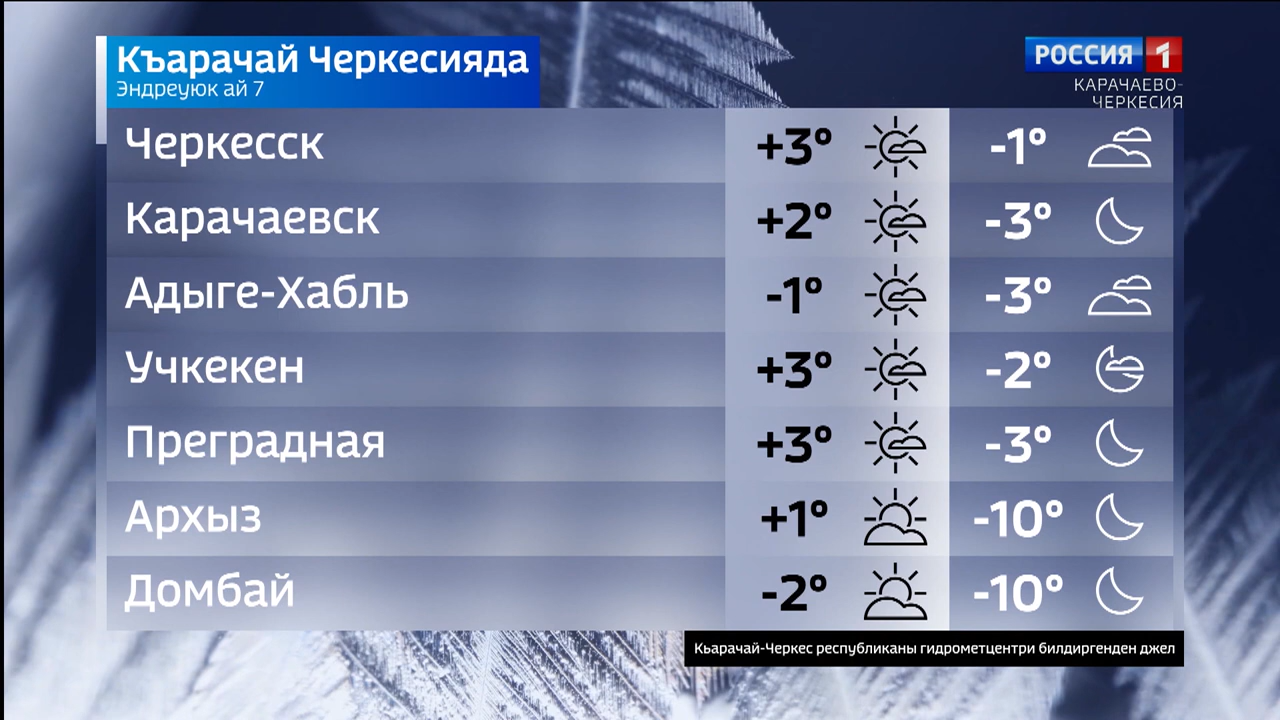 Къарачай Черкесияда
Эндреуюк ай 7
РОССИЯ 1
КАРАЧАЕВО-
ЧЕРКЕСИЯ
Черкесск +3° -1°
Карачаевск +2° -3°
Адыге-Хабль -1° -3°
Учкекен +3° -2°
Преградная +3° -3°
Архыз +1° -10°
Домбай -2° -10°
Кьарачай-Черкес республиканы гидрометцентри билдиргенден джел